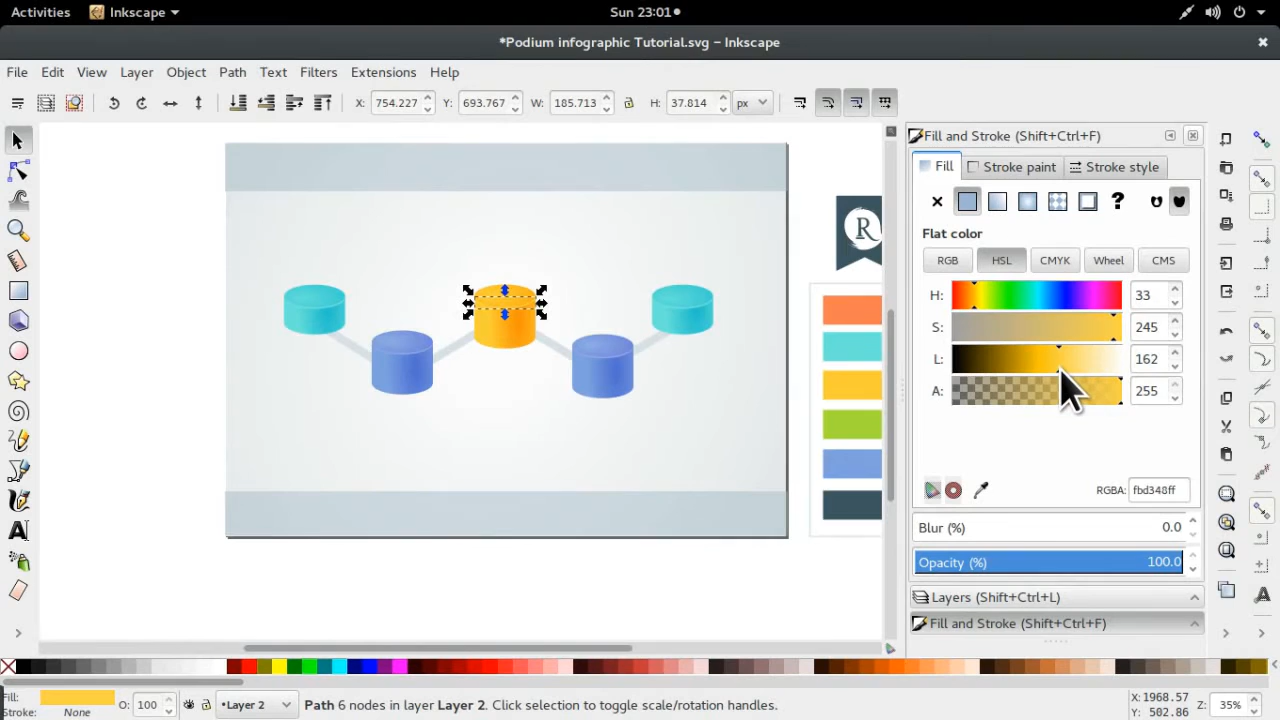 Activities Inkscape Sun 23:01
*Podium infographic Tutorial.svg – Inkscape
File Edit View Layer Object Path Text Filters Extensions Help
X: 754.227 Y: 693.767 W: 185.713 H: 37.814 px
Fill and Stroke (Shift+Ctrl+F)
Fill Stroke paint Stroke style
?
Flat color
RGB HSL CMYK Wheel CMS
H: 33
S: 245
L: 162
A: 255
R
RGBA: fbd348ff
Blur (%) 0.0
Opacity (%) 100.0
Layers (Shift+Ctrl+L)
Fill and Stroke (Shift+Ctrl+F)
Fill:
Stroke: None
O: 100
•Layer 2
Path 6 nodes in layer Layer 2. Click selection to toggle scale/rotation handles.
X: 1968.57
Y: 502.86
Z: 35%